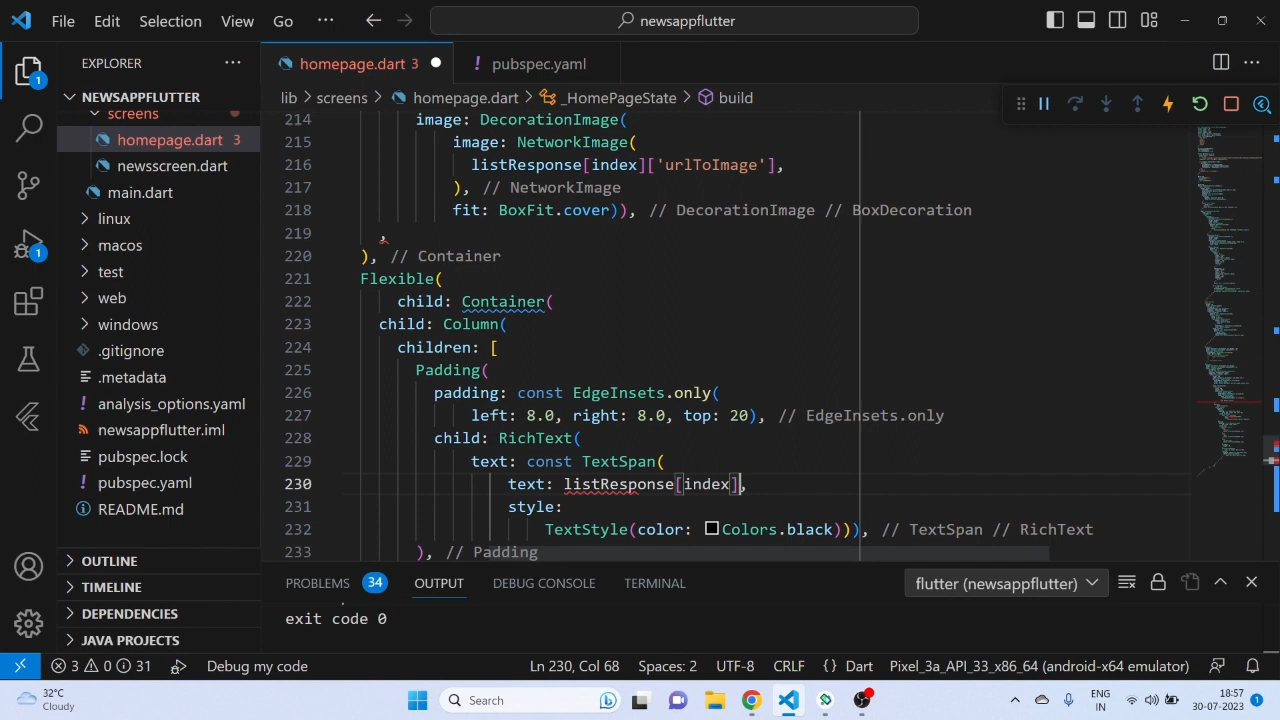 File Edit Selection View Go ··· newsappflutter
EXPLORER ···
NEWSAPPFLUTTER
screens
homepage.dart 3
newsscreen.dart
main.dart
linux
macos
test
web
windows
.gitignore
.metadata
analysis_options.yaml
newsappflutter.iml
pubspec.lock
pubspec.yaml
README.md
OUTLINE
TIMELINE
DEPENDENCIES
JAVA PROJECTS
1
1
homepage.dart 3 pubspec.yaml
lib > screens > homepage.dart > _HomePageState > build
214 image: DecorationImage(
215 image: NetworkImage(
216 listResponse[index]['urlToImage'],
217 ), // NetworkImage
218 fit: BoxFit.cover)), // DecorationImage // BoxDecoration
219 ,
220 ), // Container
221 Flexible(
222 child: Container(
223 child: Column(
224 children: [
225 Padding(
226 padding: const EdgeInsets.only(
227 left: 8.0, right: 8.0, top: 20), // EdgeInsets.only
228 child: RichText(
229 text: const TextSpan(
230 text: listResponse[index],
231 style:
232 TextStyle(color: Colors.black))), // TextSpan // RichText
233 ), // Padding
PROBLEMS 34 OUTPUT DEBUG CONSOLE TERMINAL flutter (newsappflutter)
exit code 0
3 0 31 Debug my code Ln 230, Col 68 Spaces: 2 UTF-8 CRLF {} Dart Pixel_3a_API_33_x86_64 (android-x64 emulator)
32°C
Cloudy
Search
ENG
IN
18:57
30-07-2023
1